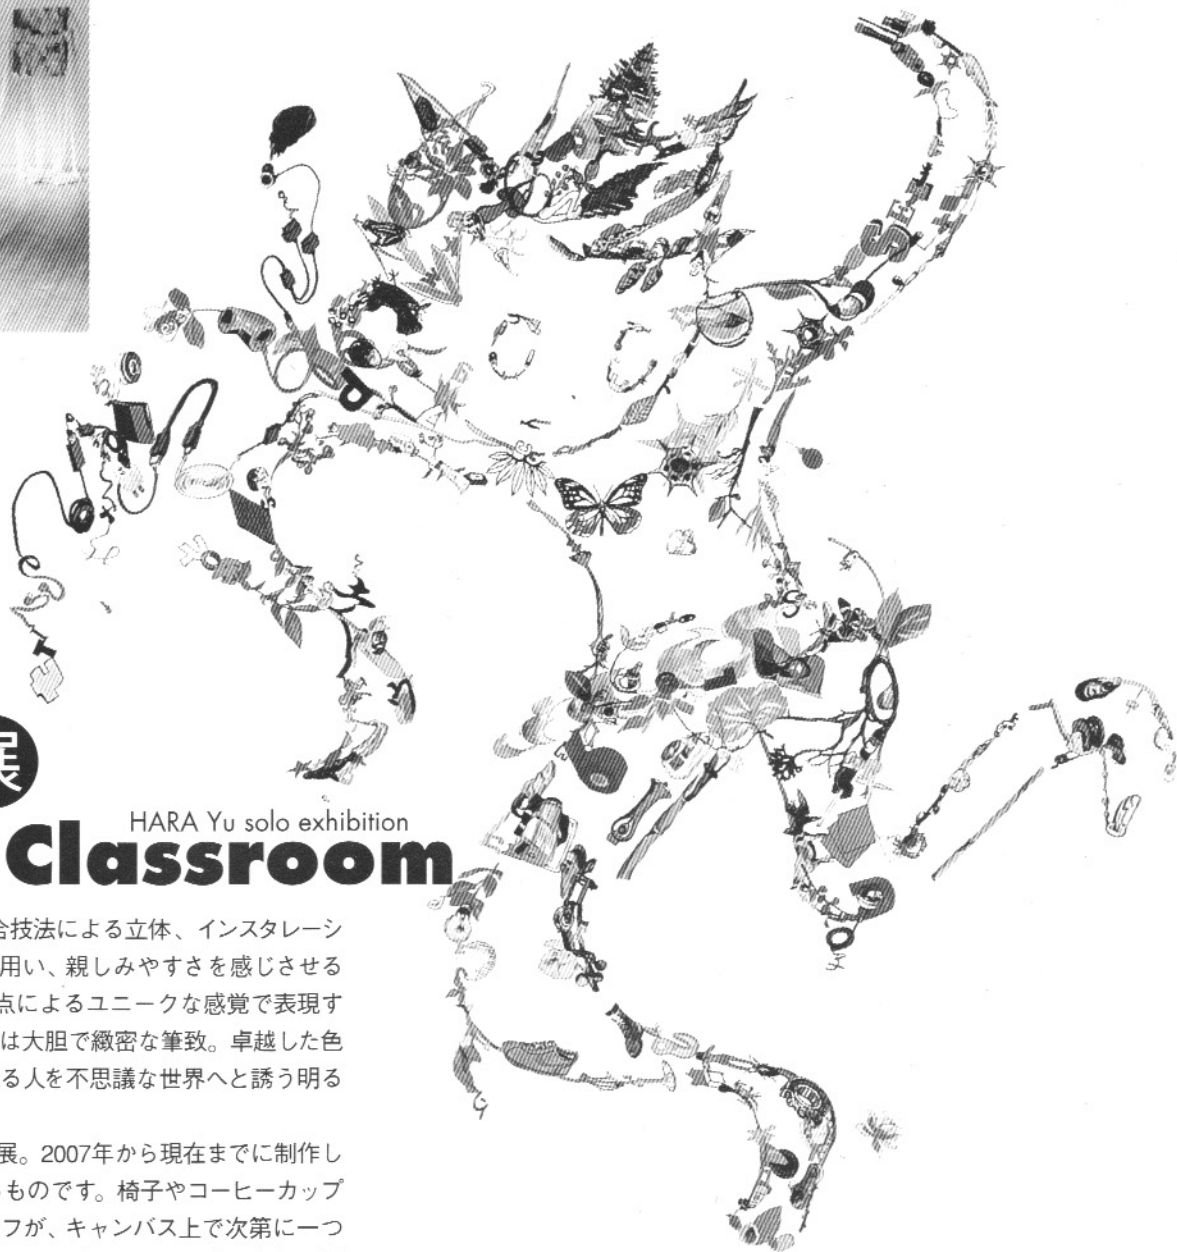 展
HARA Yu solo exhibition
Classroom
合技法による立体、インスタレーシ
用い、親しみやすさを感じさせる
点によるユニークな感覚で表現す
は大胆で緻密な筆致。卓越した色
る人を不思議な世界へと誘う明る
展。2007年から現在までに制作し
ものです。椅子やコーヒーカップ
フが、キャンバス上で次第に一つ
SE